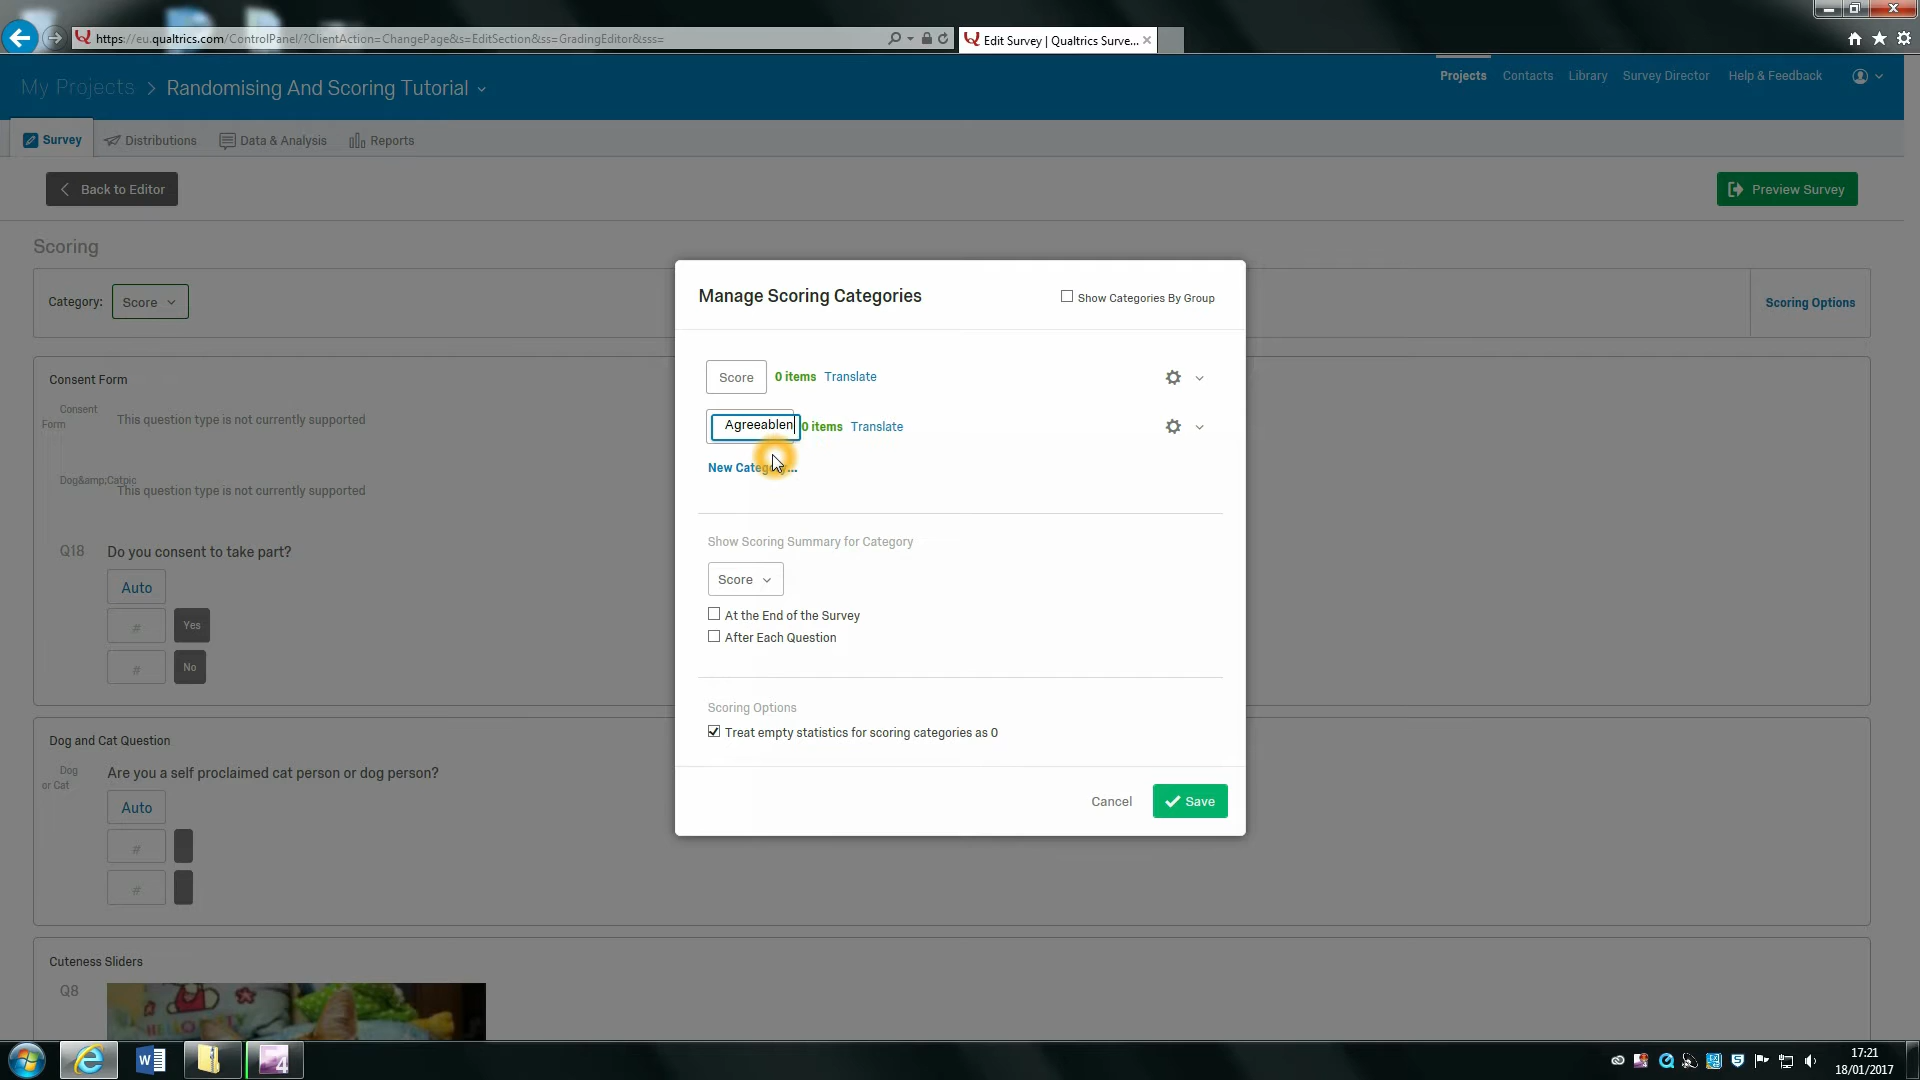 https://eu.qualtrics.com/ControlPanel/?ClientAction=ChangePage&s=EditSection&ss=GradingEditor&sss=
Edit Survey | Qualtrics Surve...
My Projects > Randomising And Scoring Tutorial
Projects Contacts Library Survey Director Help & Feedback
Survey Distributions Data & Analysis Reports
Back to Editor
Preview Survey
Scoring
Category: Score
Scoring Options
Manage Scoring Categories
Show Categories By Group
Score 0 items Translate
Agreeablen 0 items Translate
New Category...
Show Scoring Summary for Category
Score
At the End of the Survey
After Each Question
Scoring Options
Treat empty statistics for scoring categories as 0
Cancel Save
Consent Form
Consent
Form
This question type is not currently supported
Dog&amp;Catpic
This question type is not currently supported
Q18 Do you consent to take part?
Auto
# Yes
# No
Dog and Cat Question
Dog
or Cat
Are you a self proclaimed cat person or dog person?
Auto
#
#
Cuteness Sliders
Q8
HELLO
17:21
18/01/2017